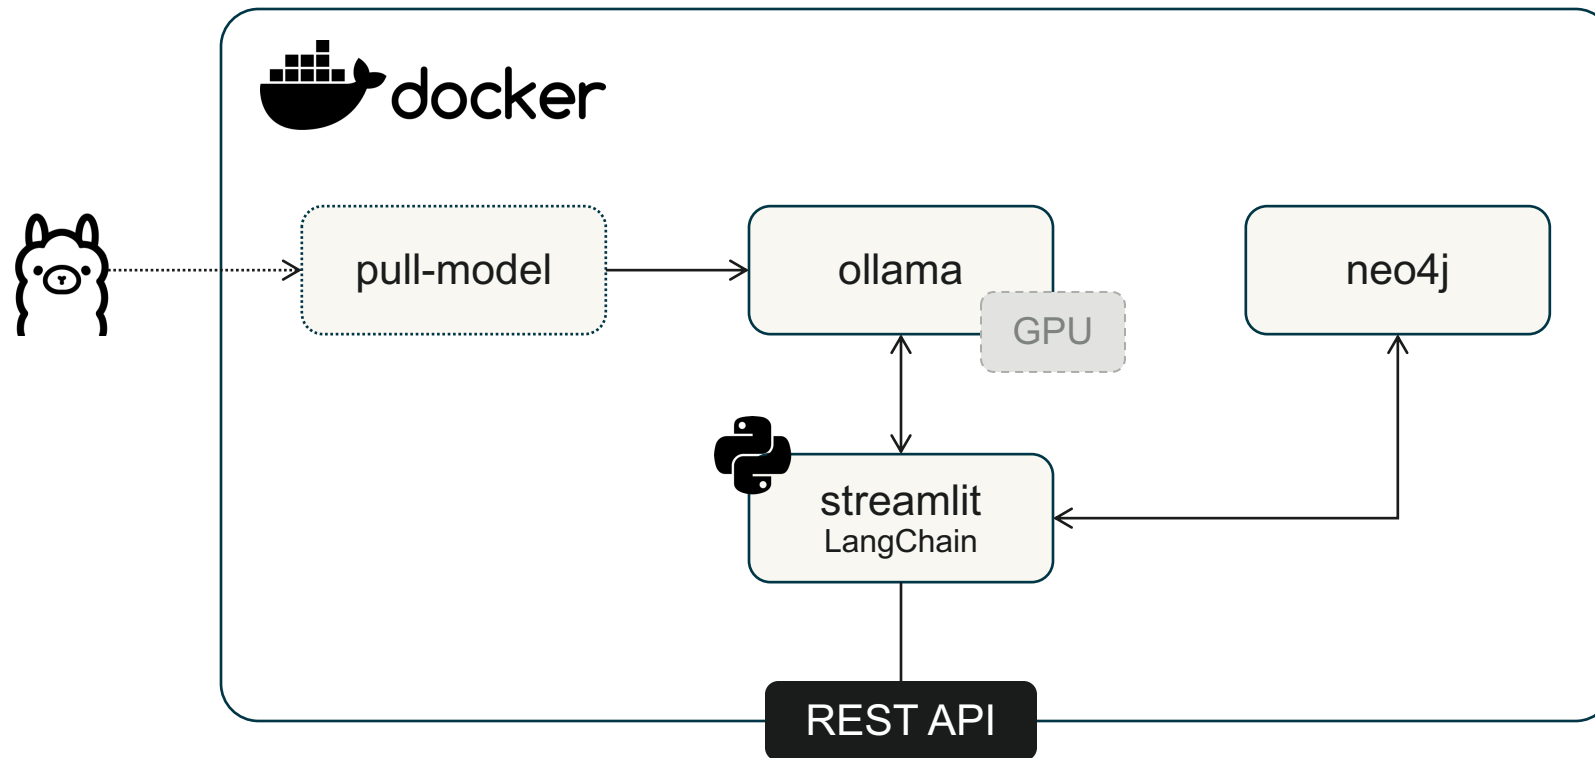 docker
pull-model
ollama
neo4j
GPU
streamlit
LangChain
REST API